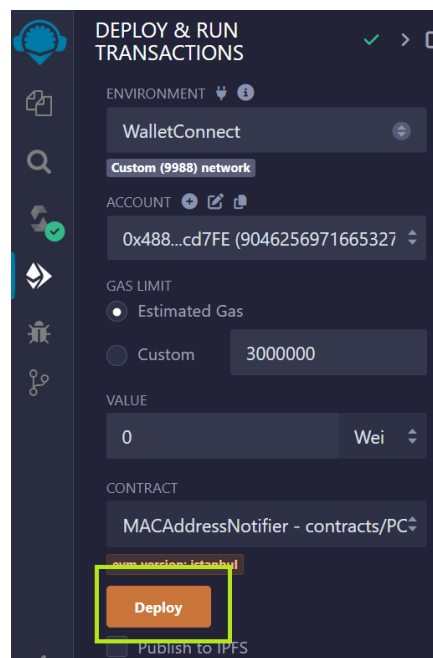 DEPLOY & RUN
TRANSACTIONS
ENVIRONMENT
WalletConnect
Custom (9988) network
ACCOUNT
0x488...cd7FE (9046256971665327
GAS LIMIT
Estimated Gas
Custom 3000000
VALUE
0 Wei
CONTRACT
MACAddressNotifier - contracts/PC
evm version: istanbul
Deploy
Publish to IPFS